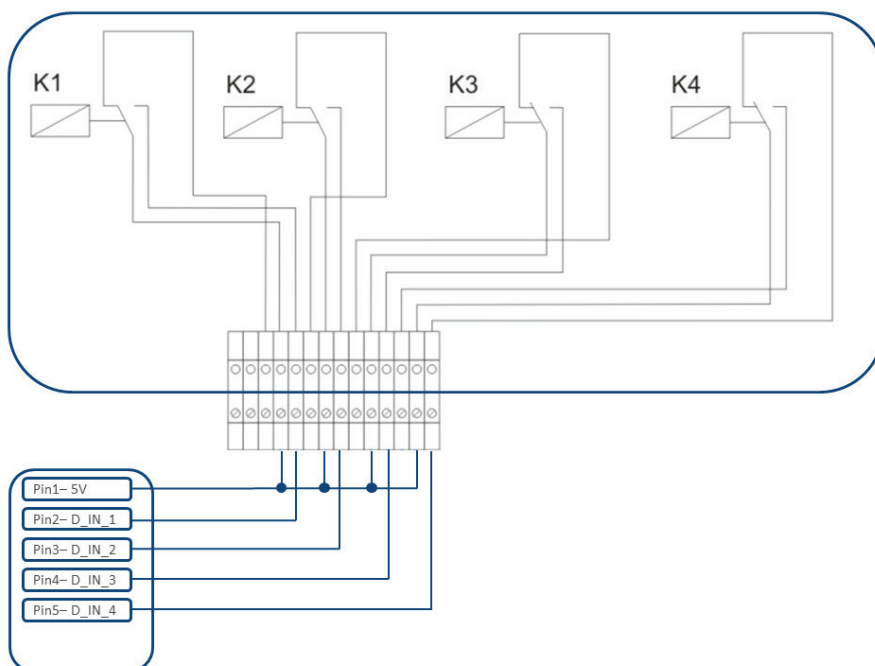 K1
K2
K3
K4
Pin1– 5V
Pin2– D_IN_1
Pin3– D_IN_2
Pin4– D_IN_3
Pin5– D_IN_4